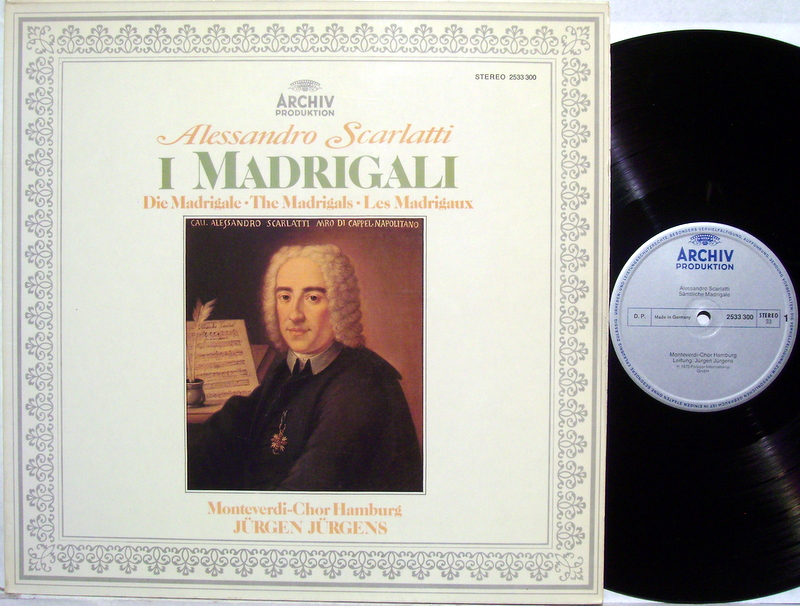 STEREO 2533 300
ARCHIV
PRODUKTION
Alessandro Scarlatti
I MADRIGALI
Die Madrigale · The Madrigals · Les Madrigaux
CAU. ALESSANDRO SCARLATTI MRO DI CAPPEL. NAPOLITANO
Monteverdi-Chor Hamburg
JÜRGEN JÜRGENS
ARCHIV
PRODUKTION
Alessandro Scarlatti
Sämtliche Madrigale
D. P.
Made in Germany
2533 300
STEREO
33
1
Monteverdi-Chor Hamburg
Leitung: Jürgen Jürgens